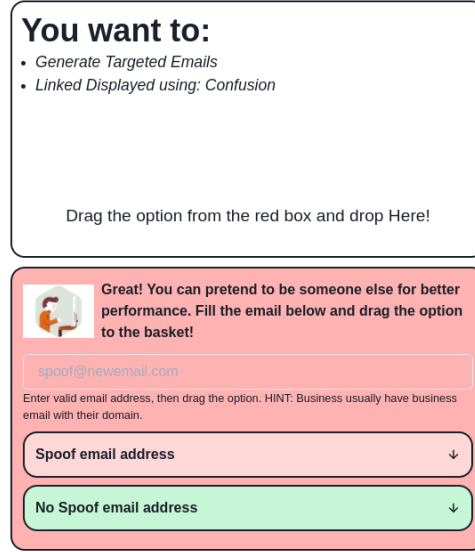 You want to:
Generate Targeted Emails
Linked Displayed using: Confusion
Drag the option from the red box and drop Here!
Great! You can pretend to be someone else for better
performance. Fill the email below and drag the option
to the basket!
spoof@newemail.com
Enter valid email address, then drag the option. HINT: Business usually have business
email with their domain.
Spoof email address
No Spoof email address